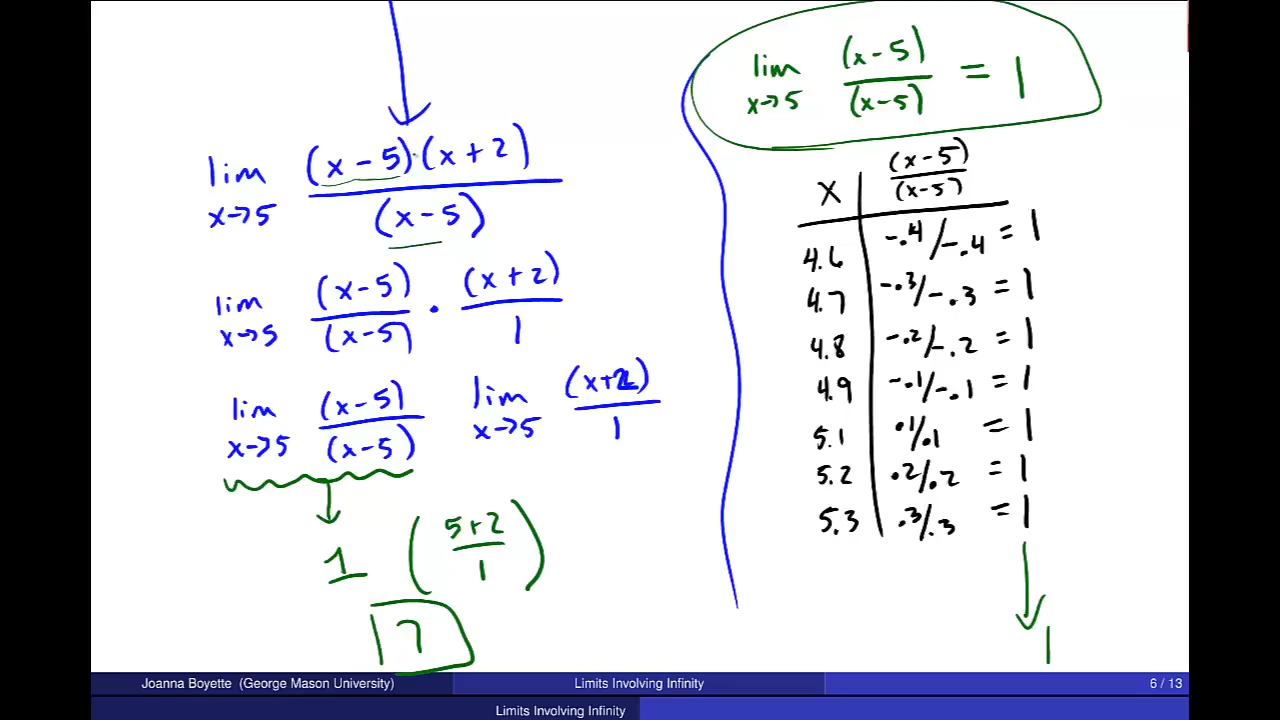 lim x→5 (x-5)(x+2) / (x-5)
lim x→5 (x-5)/(x-5) · (x+2)/1
lim x→5 (x-5)/(x-5) lim x→5 (x+2)/1
1 (5+2 / 1)
7
lim x→5 (x-5)/(x-5) = 1
x | (x-5)/(x-5)
4.6 | -.4/-.4 = 1
4.7 | -.3/-.3 = 1
4.8 | -.2/-.2 = 1
4.9 | -.1/-.1 = 1
5.1 | .1/.1 = 1
5.2 | .2/.2 = 1
5.3 | .3/.3 = 1
1
Joanna Boyette (George Mason University) Limits Involving Infinity 6 / 13
Limits Involving Infinity